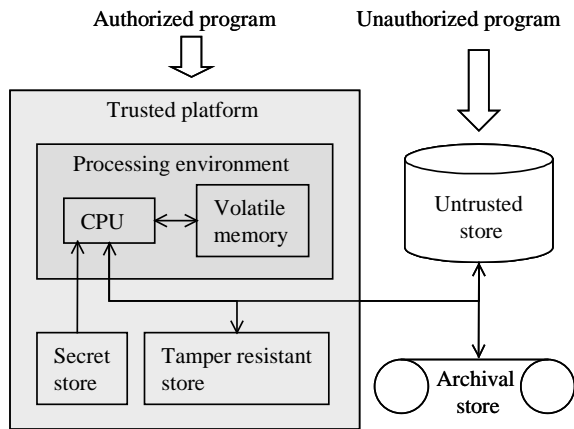 Authorized program
Unauthorized program
Trusted platform
Processing environment
CPU
Volatile
memory
Untrusted
store
Secret
store
Tamper resistant
store
Archival
store